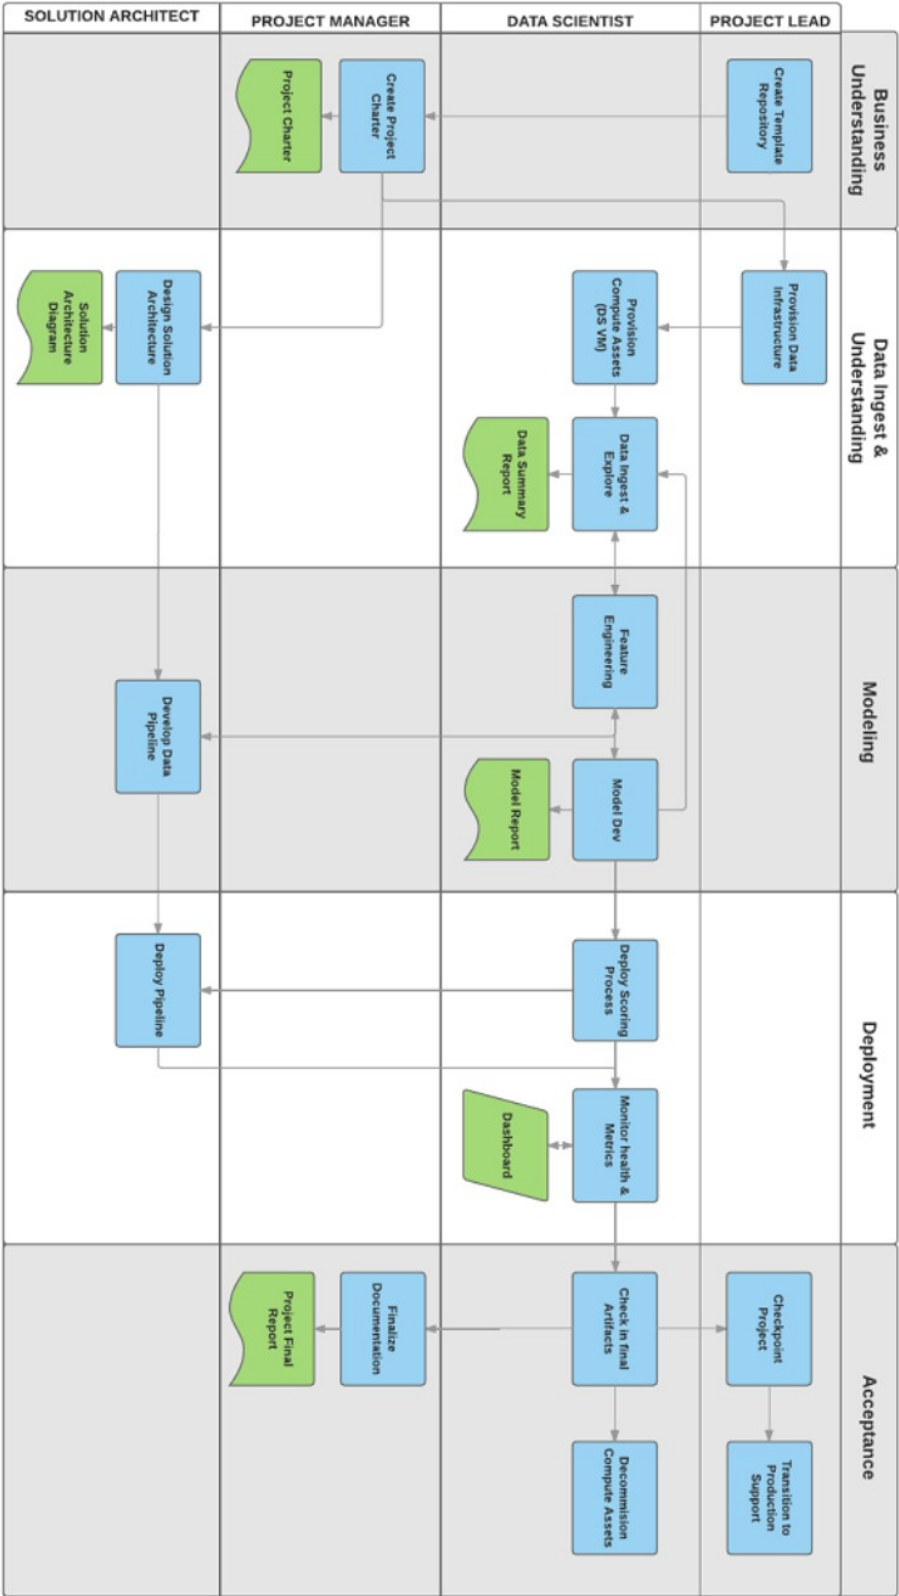 SOLUTION ARCHITECT
PROJECT MANAGER
DATA SCIENTIST
PROJECT LEAD
Business
Understanding
Create Template
Repository
Create Project
Charter
Project Charter
Data Ingest &
Understanding
Provision Data
Infrastructure
Provision
Compute Assets
(DS VM)
Design Solution
Architecture
Solution
Architecture
Diagram
Data Ingest &
Explore
Data Summary
Report
Modeling
Feature
Engineering
Develop Data
Pipeline
Model Dev
Model Report
Deployment
Deploy Scoring
Process
Deploy Pipeline
Monitor health &
Metrics
Dashboard
Acceptance
Checkpoint
Project
Check in final
Artifacts
Finalize
Documentation
Project Final
Report
Transition to
Production
Support
Decommision
Compute Assets